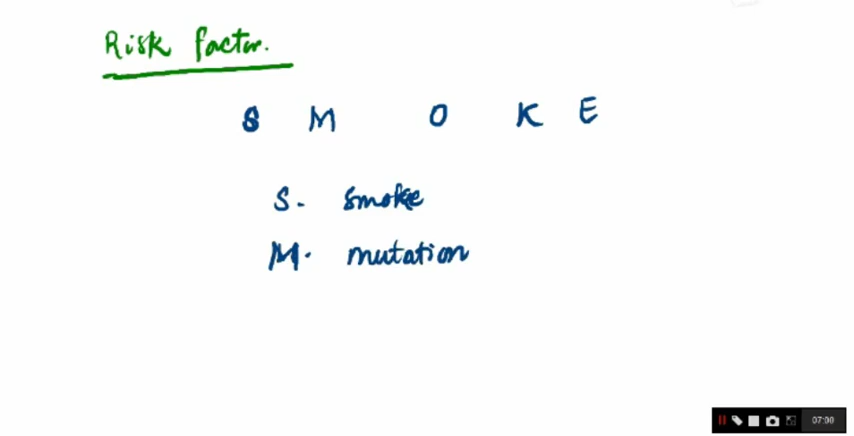 Risk factor.
S M O K E
S. Smoke
M. mutation
07:00